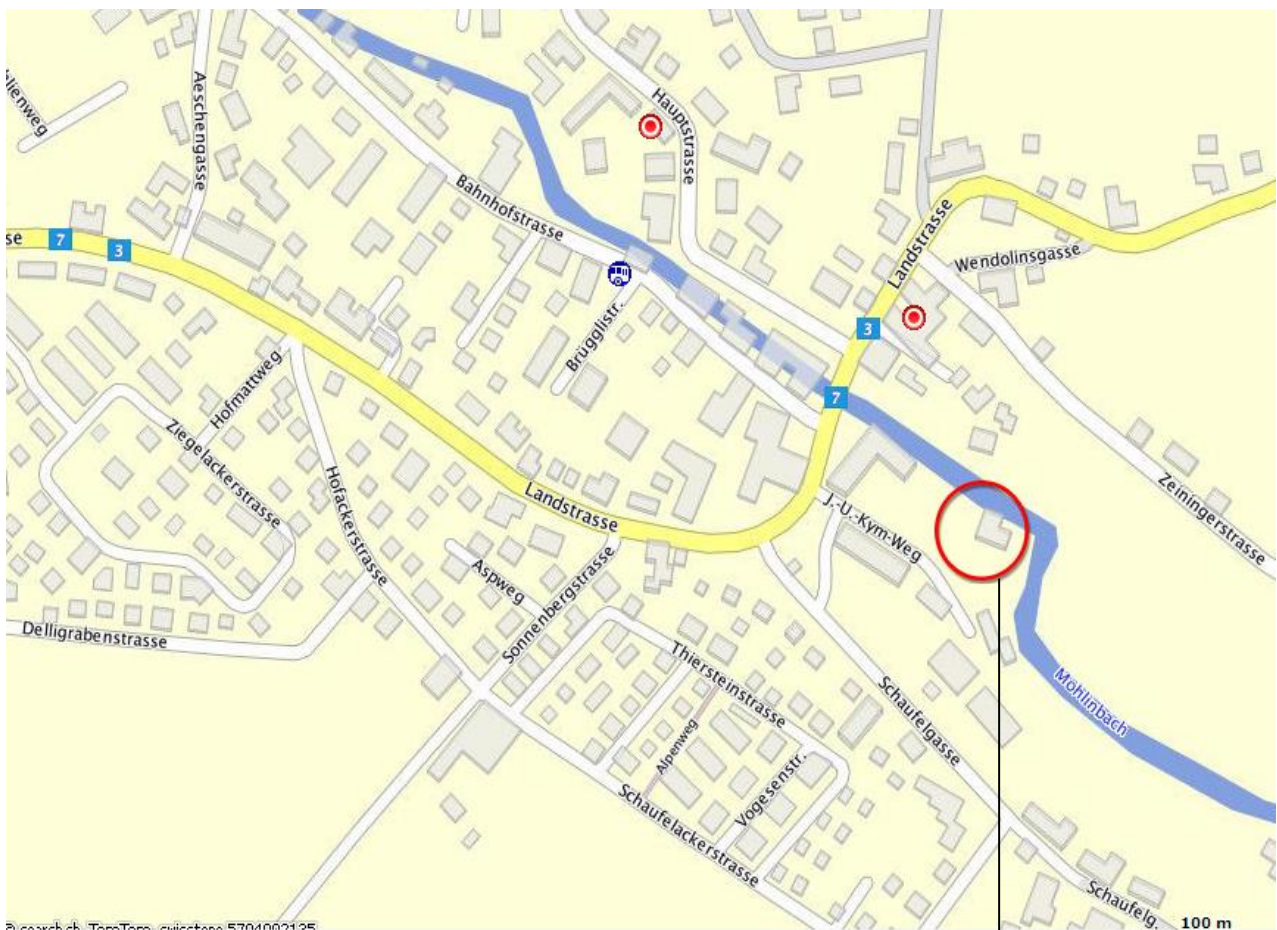 Aeschengasse
Hauptstrasse
Bahnhofstrasse
Landstrasse
Wendolinsgasse
se
7
3
3
Brügglistr.
7
Hofmattweg
Ziegelackerstrasse
Hofackerstrasse
Landstrasse
J.-U.-Kym-Weg
Zeiningerstrasse
Aspweg
Sonnenbergstrasse
Delligrabenstrasse
Thiersteinstrasse
Schaufelgasse
Möhlinbach
Alpenweg
Vogesenstr.
Schaufelackerstrasse
Schaufelg.
100 m